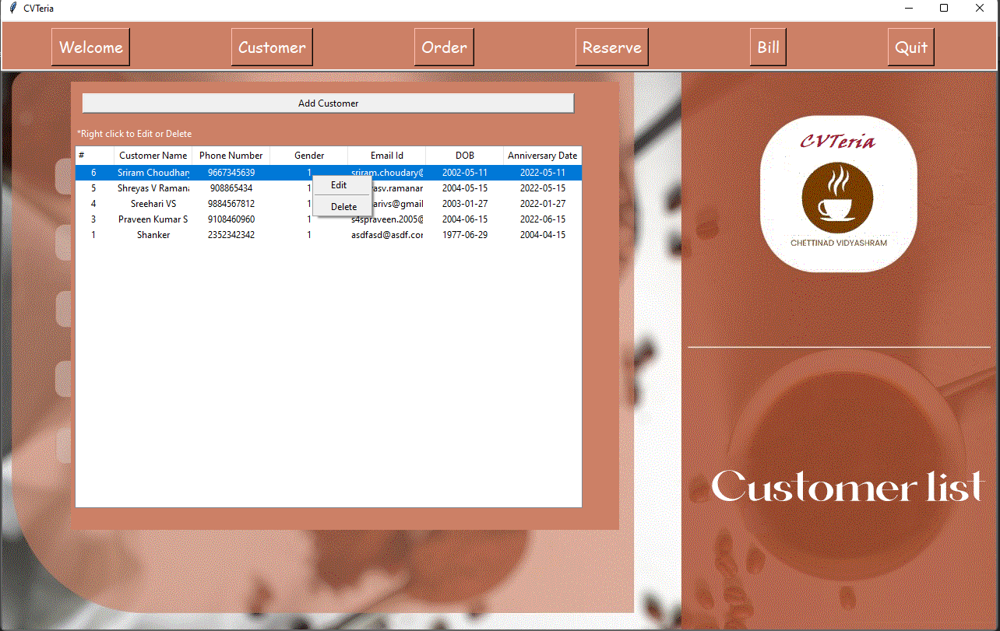 CVTeria
Welcome Customer Order Reserve Bill Quit
Add Customer
*Right click to Edit or Delete
# Customer Name Phone Number Gender Email Id DOB Anniversary Date
6 Sriram Choudhary 9667345639 1 sriram.choudary@ 2002-05-11 2022-05-11
5 Shreyas V Ramana 908865434 1 asv.ramanar 2004-05-15 2022-05-15
4 Sreehari VS 9884567812 1 arivs@gmail 2003-01-27 2022-01-27
3 Praveen Kumar S 9108460960 1 s4spraveen.2005@ 2004-06-15 2022-06-15
1 Shanker 2352342342 1 asdfasd@asdf.cor 1977-06-29 2004-04-15
Edit
Delete
CVTeria
CHETTINAD VIDYASHRAM
Customer list